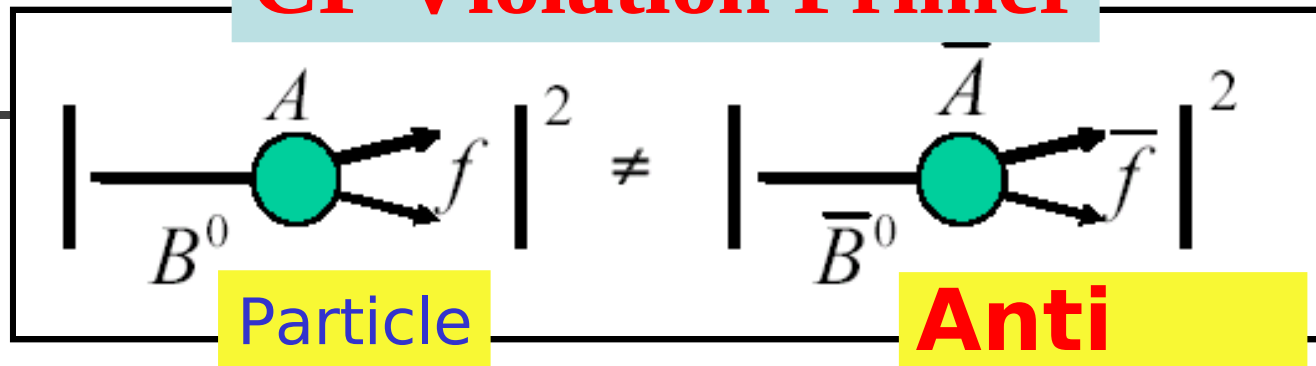 CP Violation Primer
| A B⁰ f |² ≠ | A̅ B̅⁰ f̅ |²
Particle
Anti